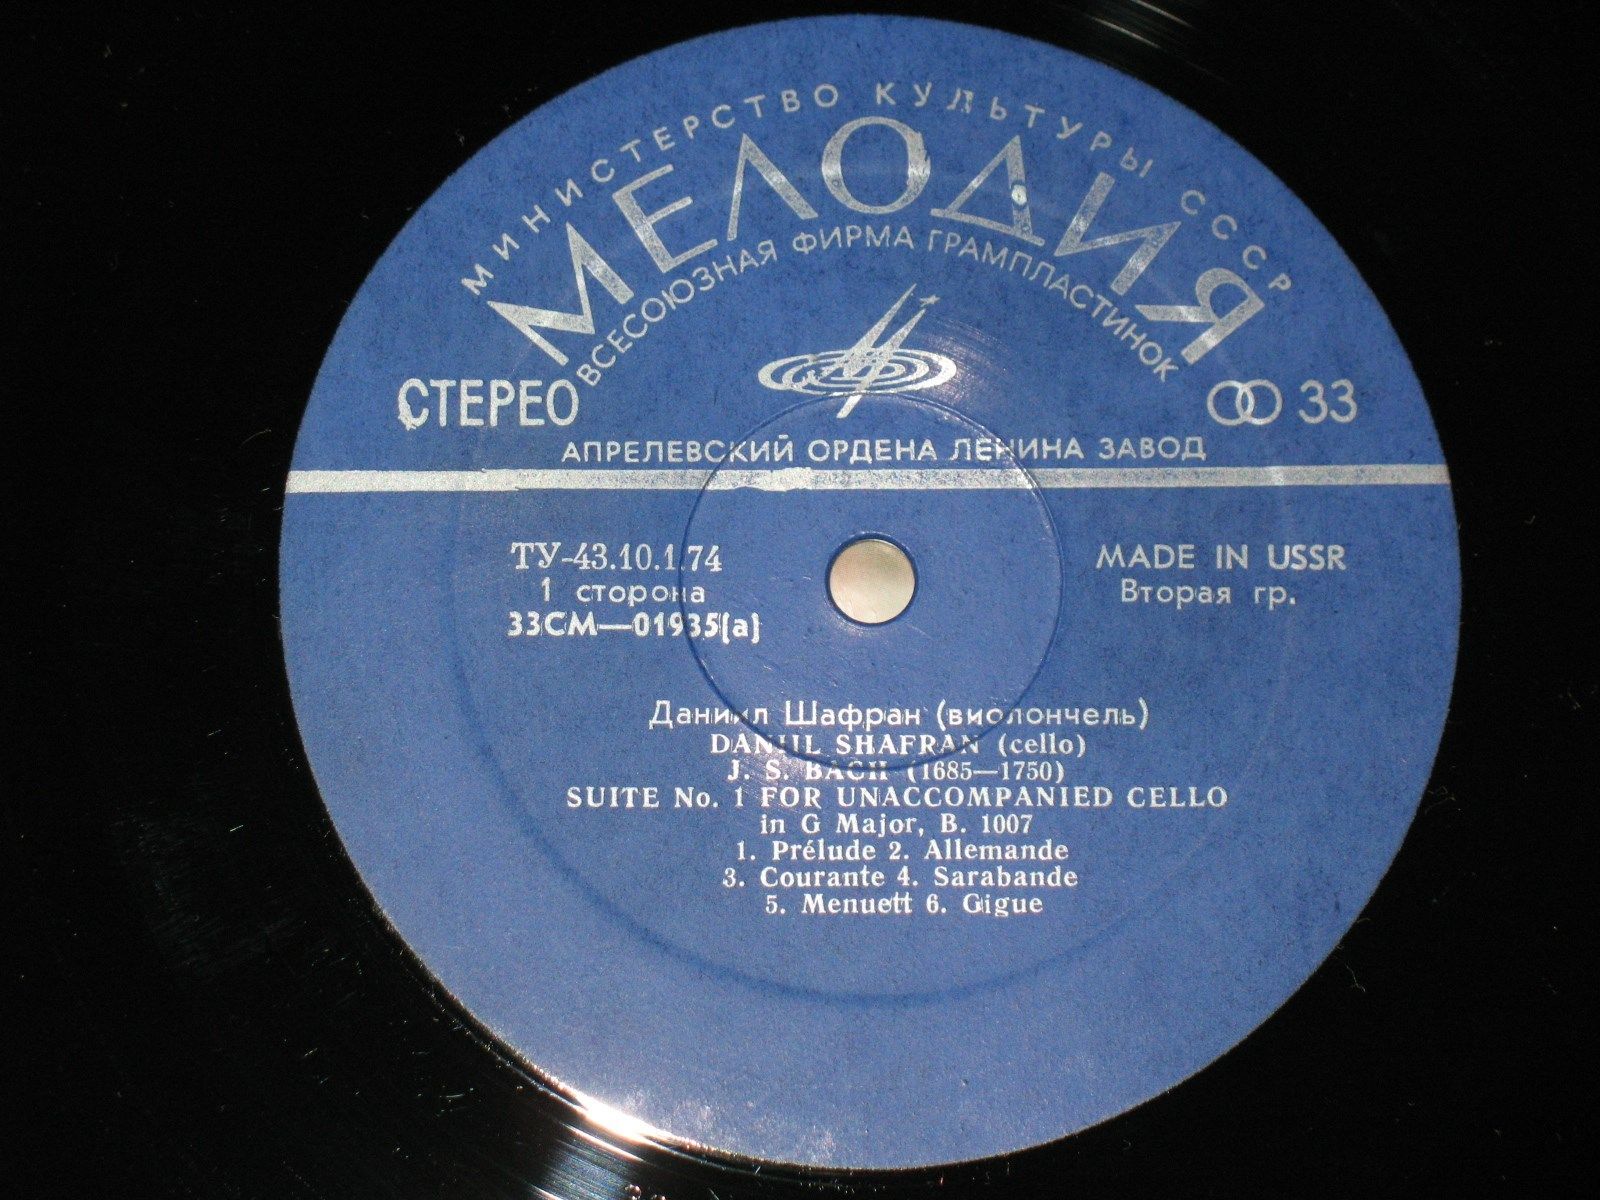 МИНИСТЕРСТВО КУЛЬТУРЫ СССР
МЕЛОДИЯ
ВСЕСОЮЗНАЯ ФИРМА ГРАМПЛАСТИНОК
СТЕРЕО
33
АПРЕЛЕВСКИЙ ОРДЕНА ЛЕНИНА ЗАВОД
ТУ-43.10.1.74
1 сторона
33СМ—01935(а)
MADE IN USSR
Вторая гр.
Даниил Шафран (виолончель)
DANIIL SHAFRAN (cello)
J. S. BACH (1685—1750)
SUITE No. 1 FOR UNACCOMPANIED CELLO
in G Major, B. 1007
1. Prélude 2. Allemande
3. Courante 4. Sarabande
5. Menuett 6. Gigue